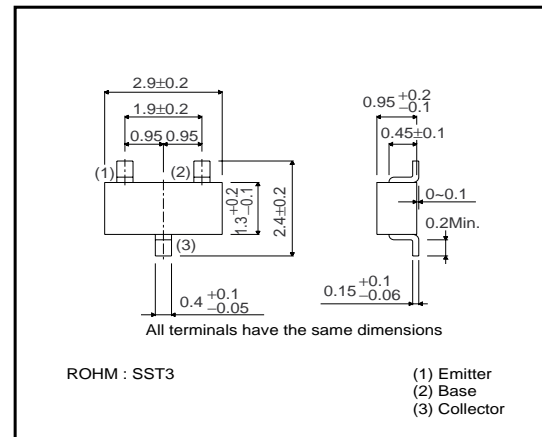 2.9±0.2
1.9±0.2
0.95 0.95
(1)
(2)
(3)
1.3 +0.2 −0.1
2.4±0.2
0.4 +0.1 −0.05
0.95 +0.2 −0.1
0.45±0.1
0~0.1
0.2Min.
0.15 +0.1 −0.06
All terminals have the same dimensions
ROHM : SST3
(1) Emitter
(2) Base
(3) Collector